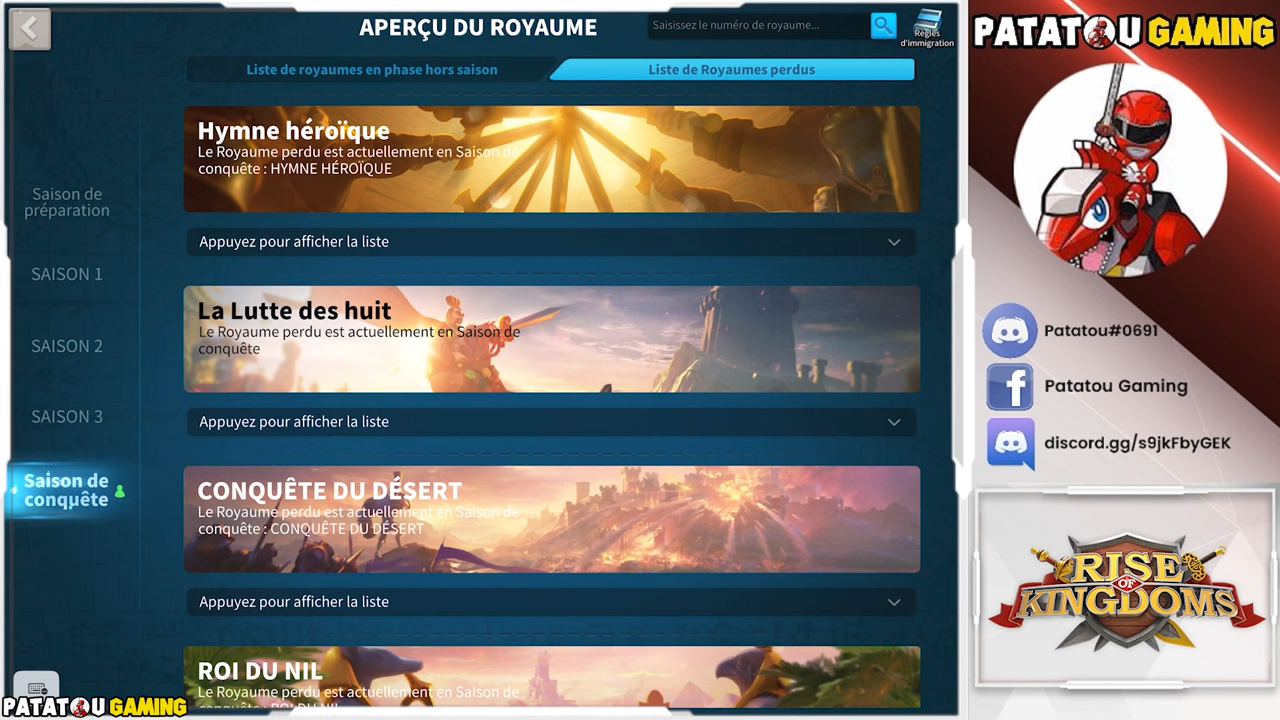 APERÇU DU ROYAUME
Saisissez le numéro de royaume...
Règles
d'immigration
Liste de royaumes en phase hors saison
Liste de Royaumes perdus
Saison de
préparation
SAISON 1
SAISON 2
SAISON 3
Saison de
conquête
Hymne héroïque
Le Royaume perdu est actuellement en Saison de
conquête : HYMNE HÉROÏQUE
Appuyez pour afficher la liste
La Lutte des huit
Le Royaume perdu est actuellement en Saison de
conquête
Appuyez pour afficher la liste
CONQUÊTE DU DÉSERT
Le Royaume perdu est actuellement en Saison de
conquête : CONQUÊTE DU DÉSERT
Appuyez pour afficher la liste
ROI DU NIL
Le Royaume perdu est actuellement en Saison de
conquête : ROI DU NIL
PATATOU GAMING
PATATOU GAMING
Patatou#0691
Patatou Gaming
discord.gg/s9jkFbyGEK
RISE
OF
KINGDOMS